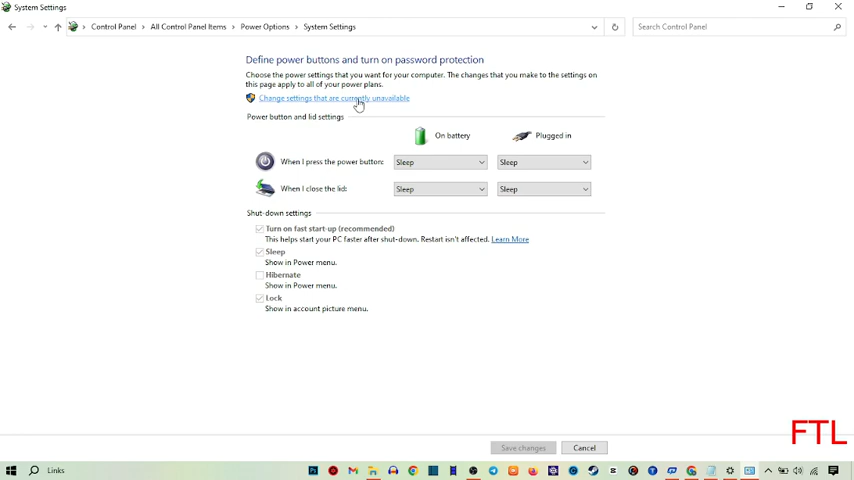 System Settings
Control Panel
All Control Panel Items
Power Options
System Settings
Search Control Panel
Define power buttons and turn on password protection
Choose the power settings that you want for your computer. The changes that you make to the settings on
this page apply to all of your power plans.
Change settings that are currently unavailable
Power button and lid settings
On battery
Plugged in
When I press the power button:
Sleep
Sleep
When I close the lid:
Sleep
Sleep
Shut-down settings
Turn on fast start-up (recommended)
This helps start your PC faster after shut-down. Restart isn't affected. Learn More
Sleep
Show in Power menu.
Hibernate
Show in Power menu.
Lock
Show in account picture menu.
FTL
Save changes
Cancel
Links